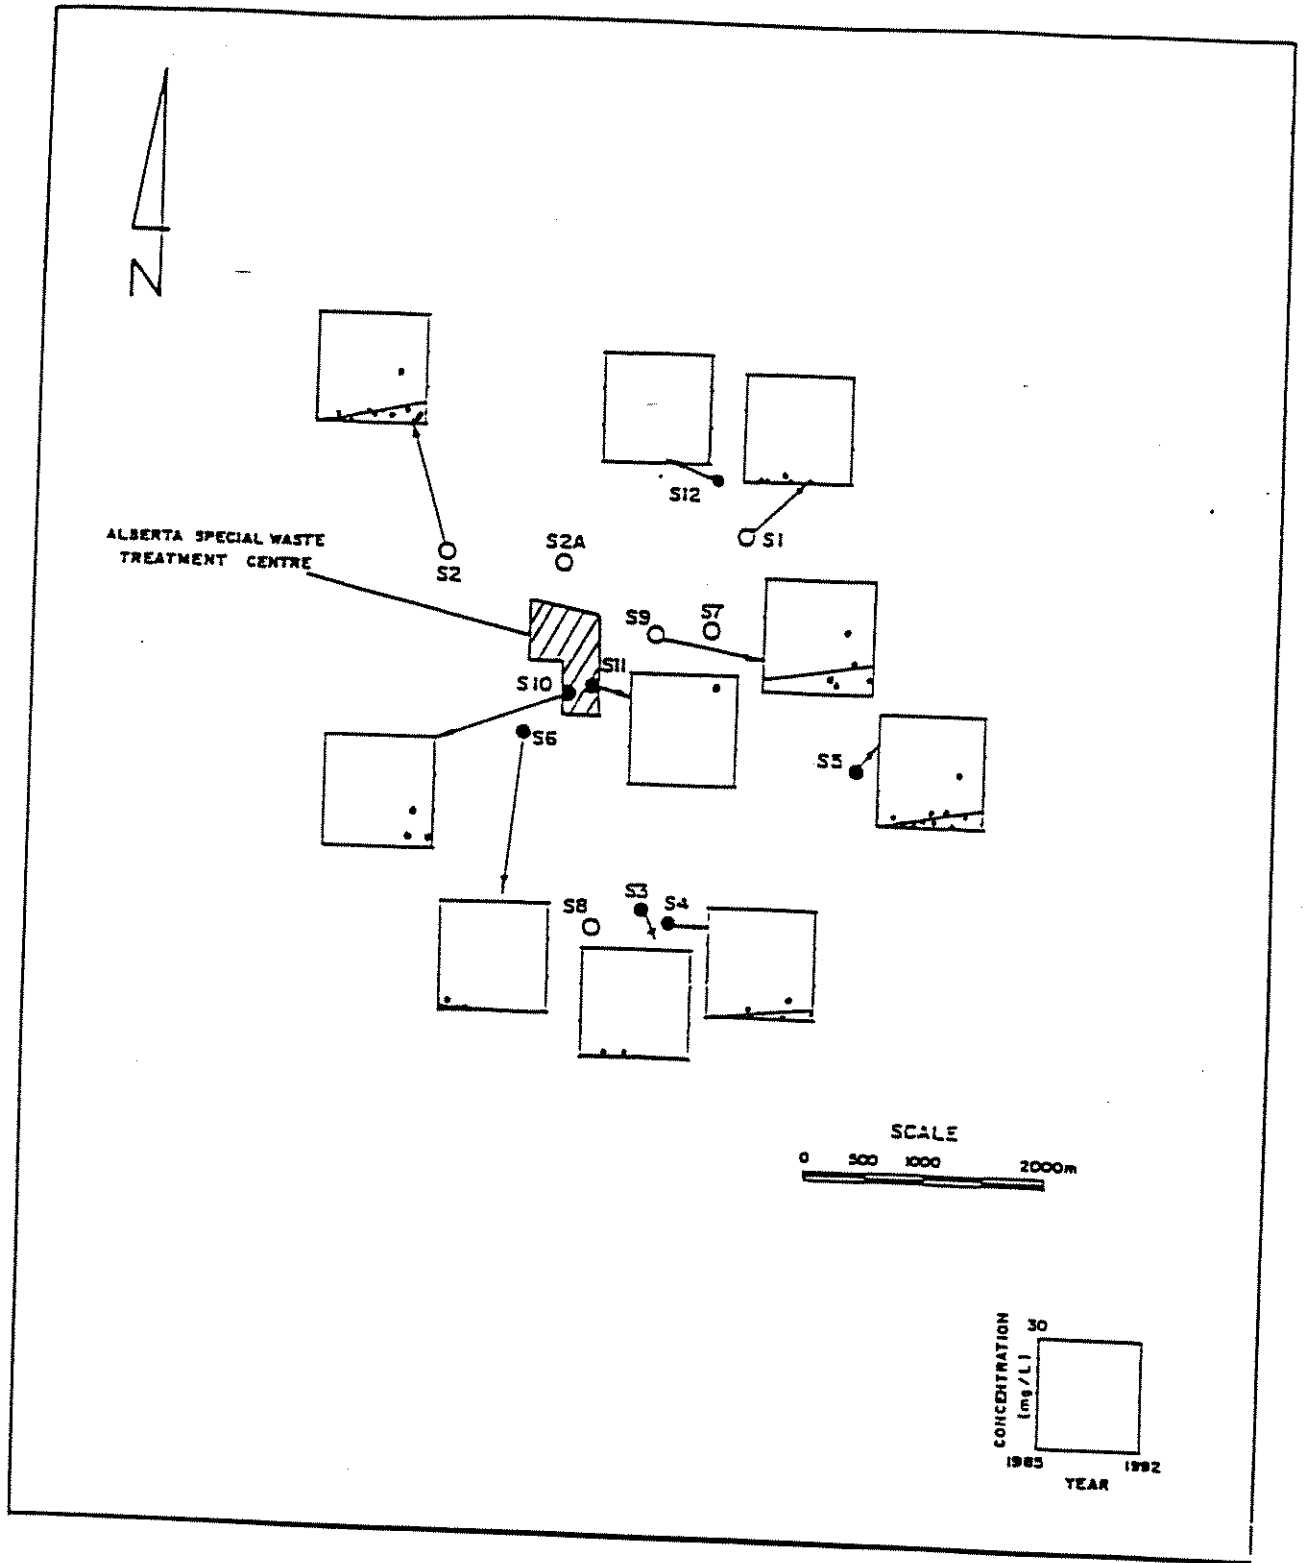 N
S12
S1
ALBERTA SPECIAL WASTE
TREATMENT CENTRE
S2A
S2
S9
S7
S11
S10
S6
S5
S3
S8
S4
SCALE
0 500 1000 2000m
CONCENTRATION
(mg/L)
30
1985 1992
YEAR